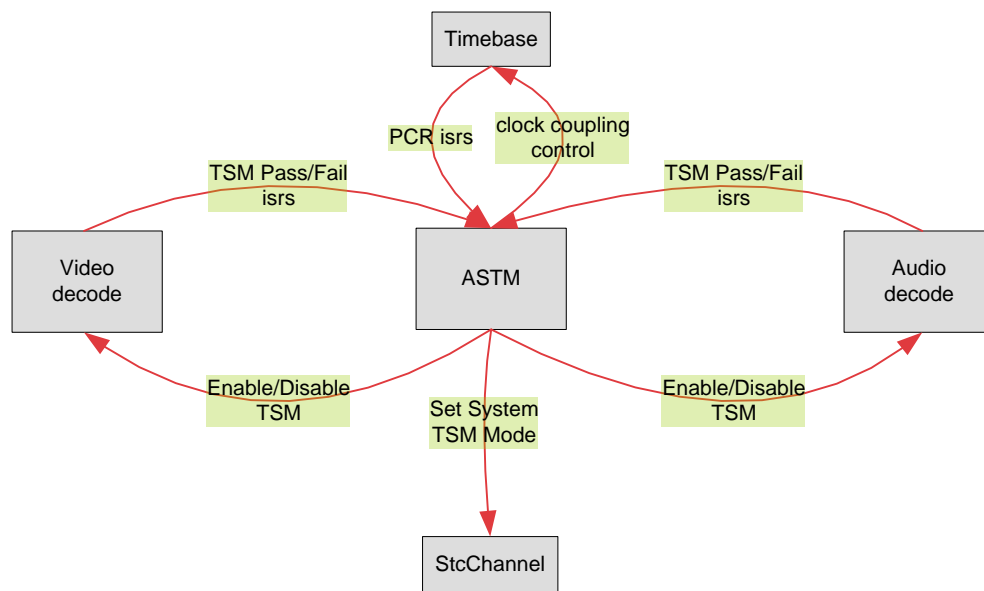 Timebase
PCR isrs
clock coupling
control
TSM Pass/Fail
isrs
TSM Pass/Fail
isrs
Video
decode
ASTM
Audio
decode
Enable/Disable
TSM
Set System
TSM Mode
Enable/Disable
TSM
StcChannel